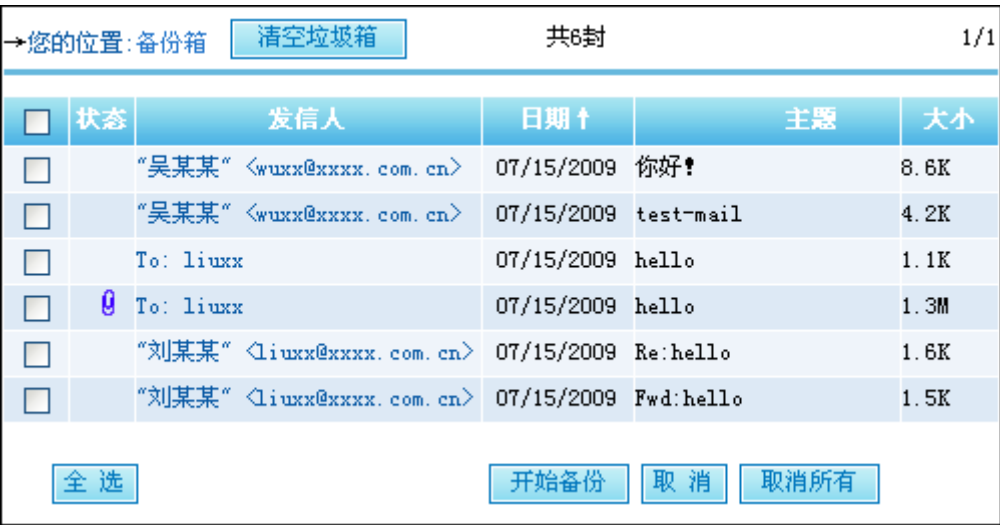 →您的位置:备份箱 清空垃圾箱 共6封 1/1
状态 发信人 日期↑ 主题 大小
“吴某某“ <wuxx@xxxx.com.cn> 07/15/2009 你好! 8.6K
“吴某某“ <wuxx@xxxx.com.cn> 07/15/2009 test-mail 4.2K
To: liuxx 07/15/2009 hello 1.1K
To: liuxx 07/15/2009 hello 1.3M
“刘某某“ <liuxx@xxxx.com.cn> 07/15/2009 Re:hello 1.6K
“刘某某“ <liuxx@xxxx.com.cn> 07/15/2009 Fwd:hello 1.5K
全 选 开始备份 取 消 取消所有